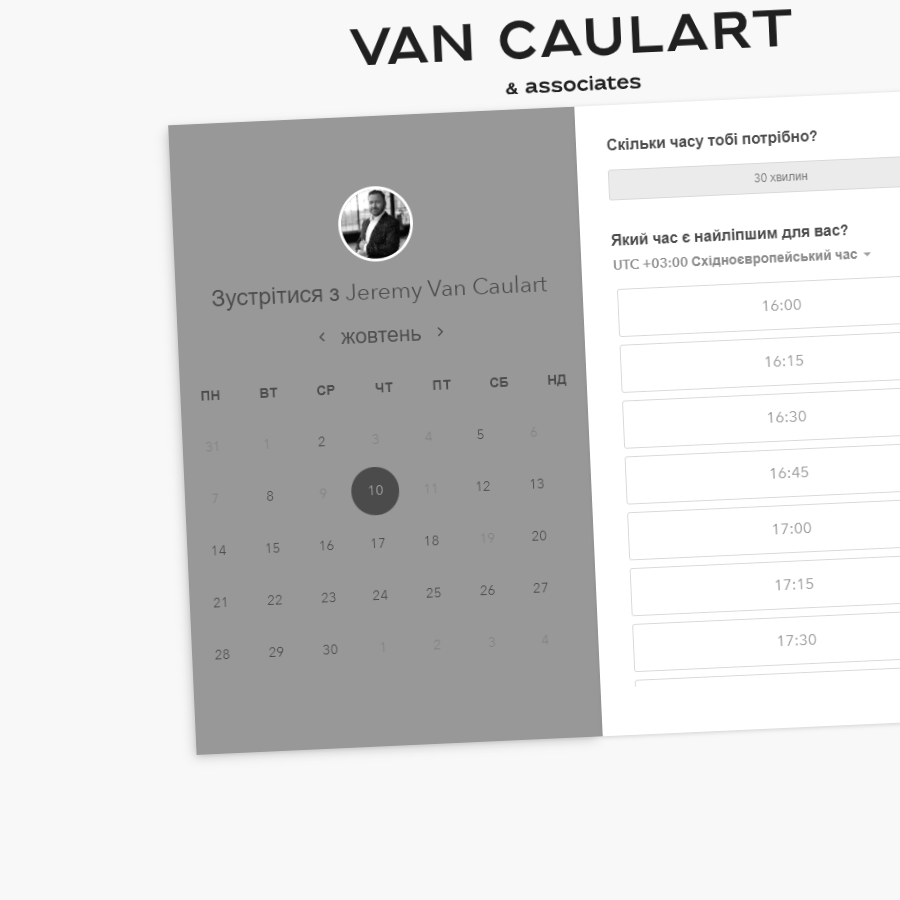 VAN CAULART
& associates
Зустрітися з Jeremy Van Caulart
‹ жовтень ›
ПН ВТ СР ЧТ ПТ СБ НД
31 1 2 3 4 5 6
7 8 9 10 11 12 13
14 15 16 17 18 19 20
21 22 23 24 25 26 27
28 29 30 1 2 3 4
Скільки часу тобі потрібно?
30 хвилин
Який час є найліпшим для вас?
UTC +03:00 Східноєвропейський час
16:00
16:15
16:30
16:45
17:00
17:15
17:30